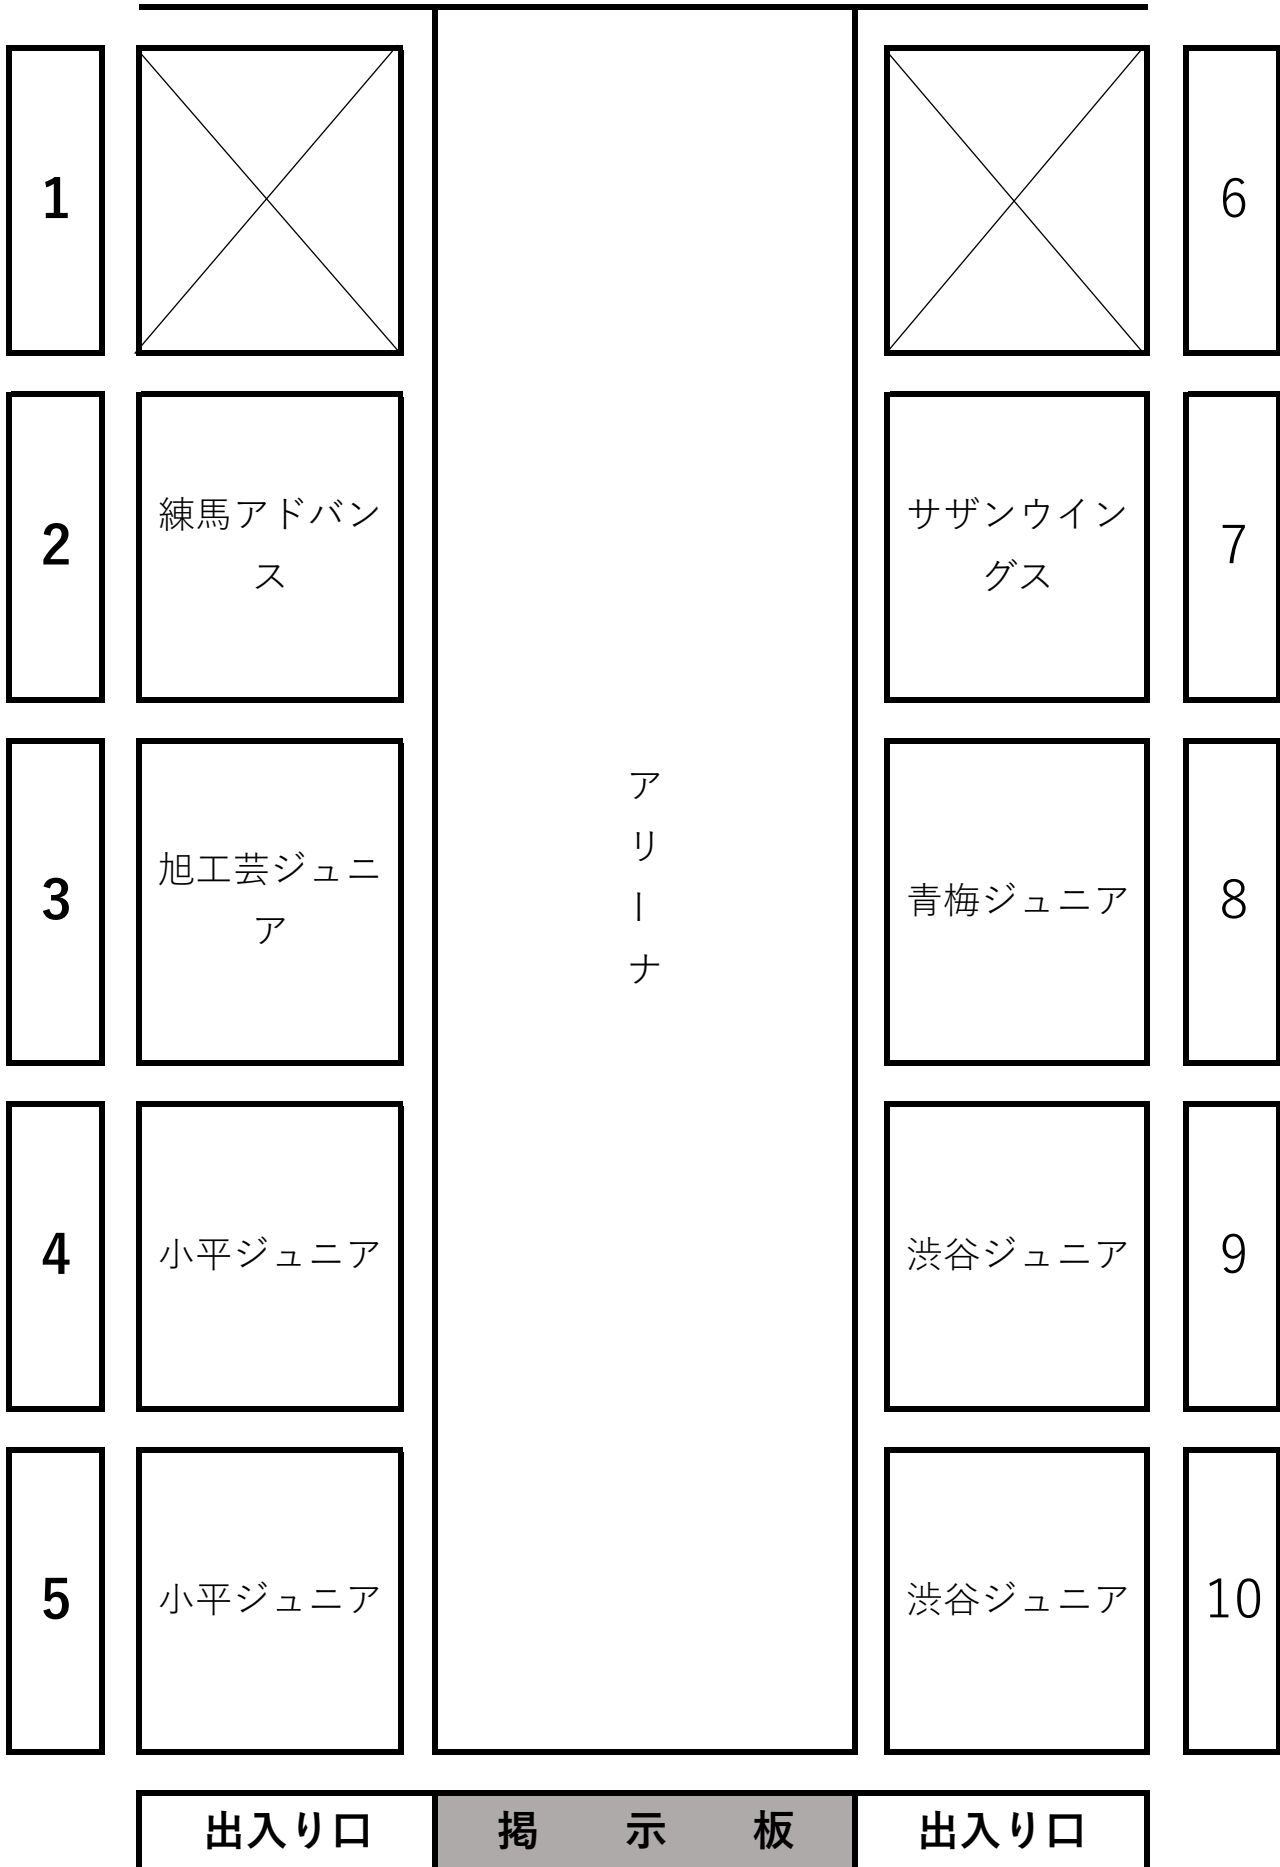 1
6
2
練馬アドバン
ス
サザンウイン
グス
7
アリーナ
3
旭工芸ジュニ
ア
青梅ジュニア
8
4
小平ジュニア
渋谷ジュニア
9
5
小平ジュニア
渋谷ジュニア
10
出入り口
掲 示 板
出入り口